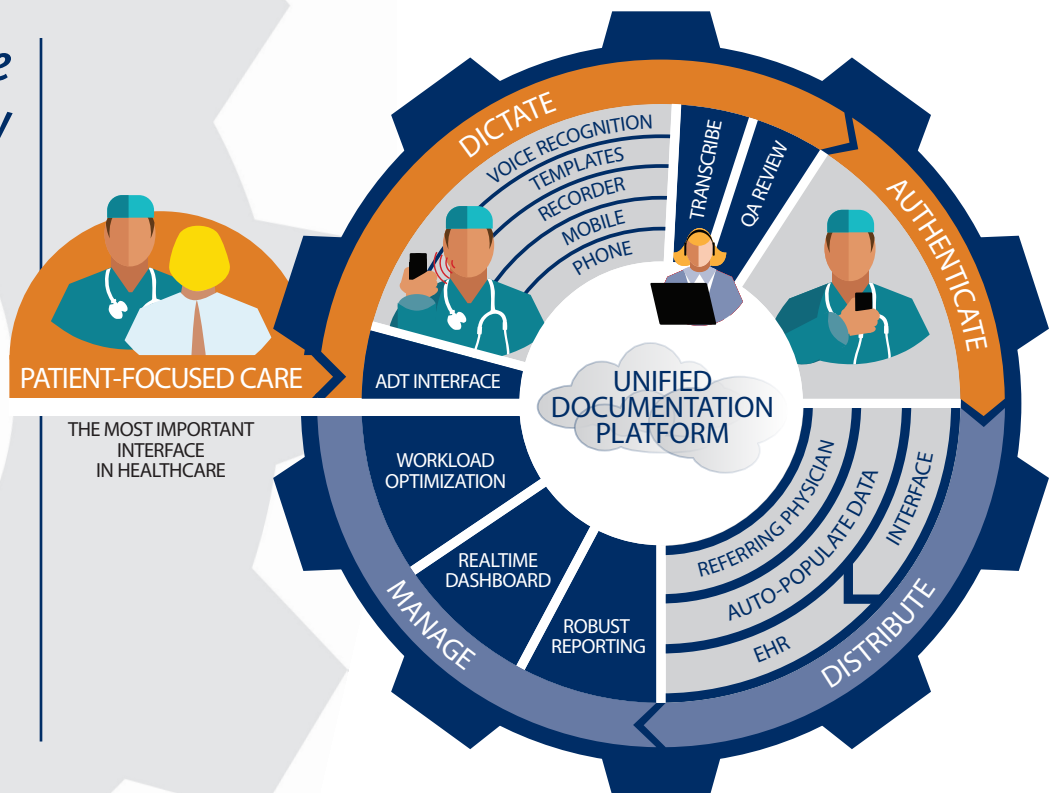 PATIENT-FOCUSED CARE
THE MOST IMPORTANT
INTERFACE
IN HEALTHCARE
DICTATE
VOICE RECOGNITION
TEMPLATES
RECORDER
MOBILE
PHONE
TRANSCRIBE
QA REVIEW
AUTHENTICATE
ADT INTERFACE
UNIFIED
DOCUMENTATION
PLATFORM
WORKLOAD
OPTIMIZATION
REALTIME
DASHBOARD
ROBUST
REPORTING
MANAGE
REFERRING PHYSICIAN
AUTO-POPULATE DATA
INTERFACE
EHR
DISTRIBUTE